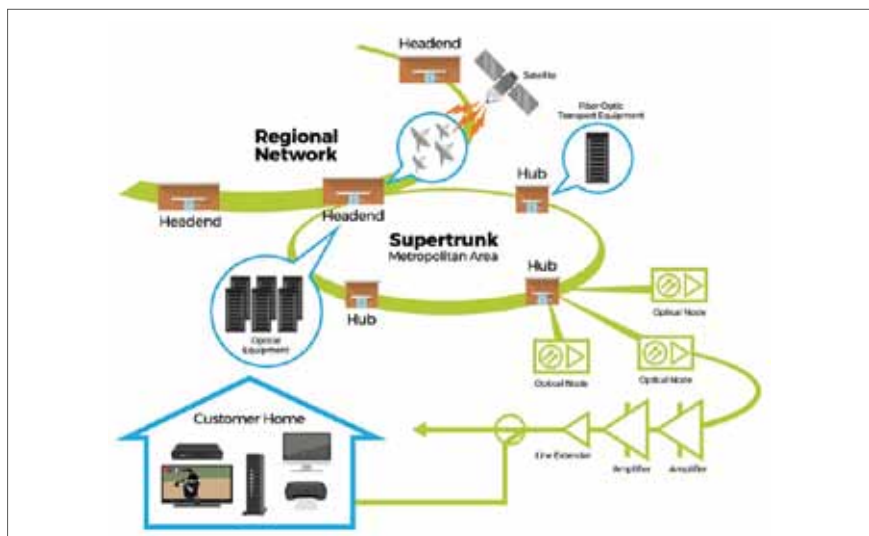 Headend
Satellite
Fiber-Optic
Transport Equipment
Regional
Network
Hub
Headend
Headend
Supertrunk
Metropolitan Area
Hub
Hub
Optical Node
Optical
Equipment
Optical Node
Optical Node
Customer Home
Line Extender
Amplifier
Amplifier